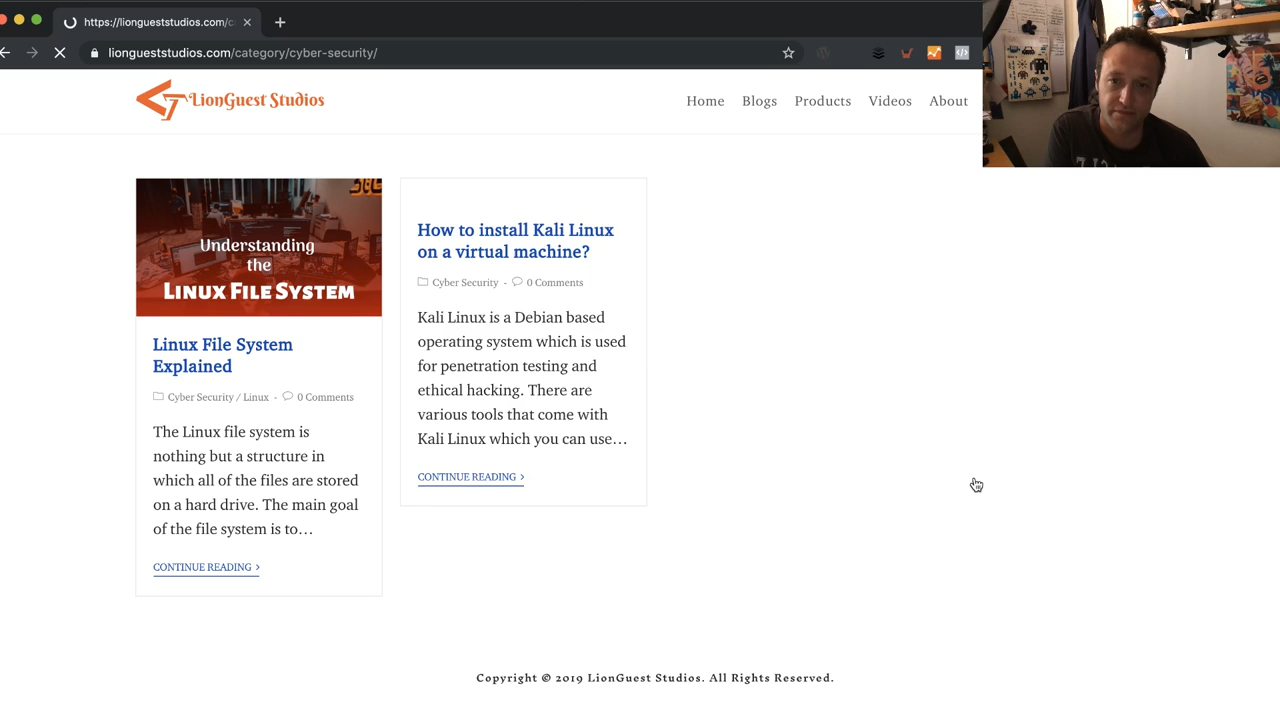 https://liongueststudios.com/c
liongueststudios.com/category/cyber-security/
LionGuest Studios
Home Blogs Products Videos About
Understanding
the
LINUX FILE SYSTEM
Linux File System
Explained
Cyber Security / Linux - 0 Comments
The Linux file system is
nothing but a structure in
which all of the files are stored
on a hard drive. The main goal
of the file system is to…
CONTINUE READING
How to install Kali Linux
on a virtual machine?
Cyber Security - 0 Comments
Kali Linux is a Debian based
operating system which is used
for penetration testing and
ethical hacking. There are
various tools that come with
Kali Linux which you can use…
CONTINUE READING
Copyright © 2019 LionGuest Studios. All Rights Reserved.